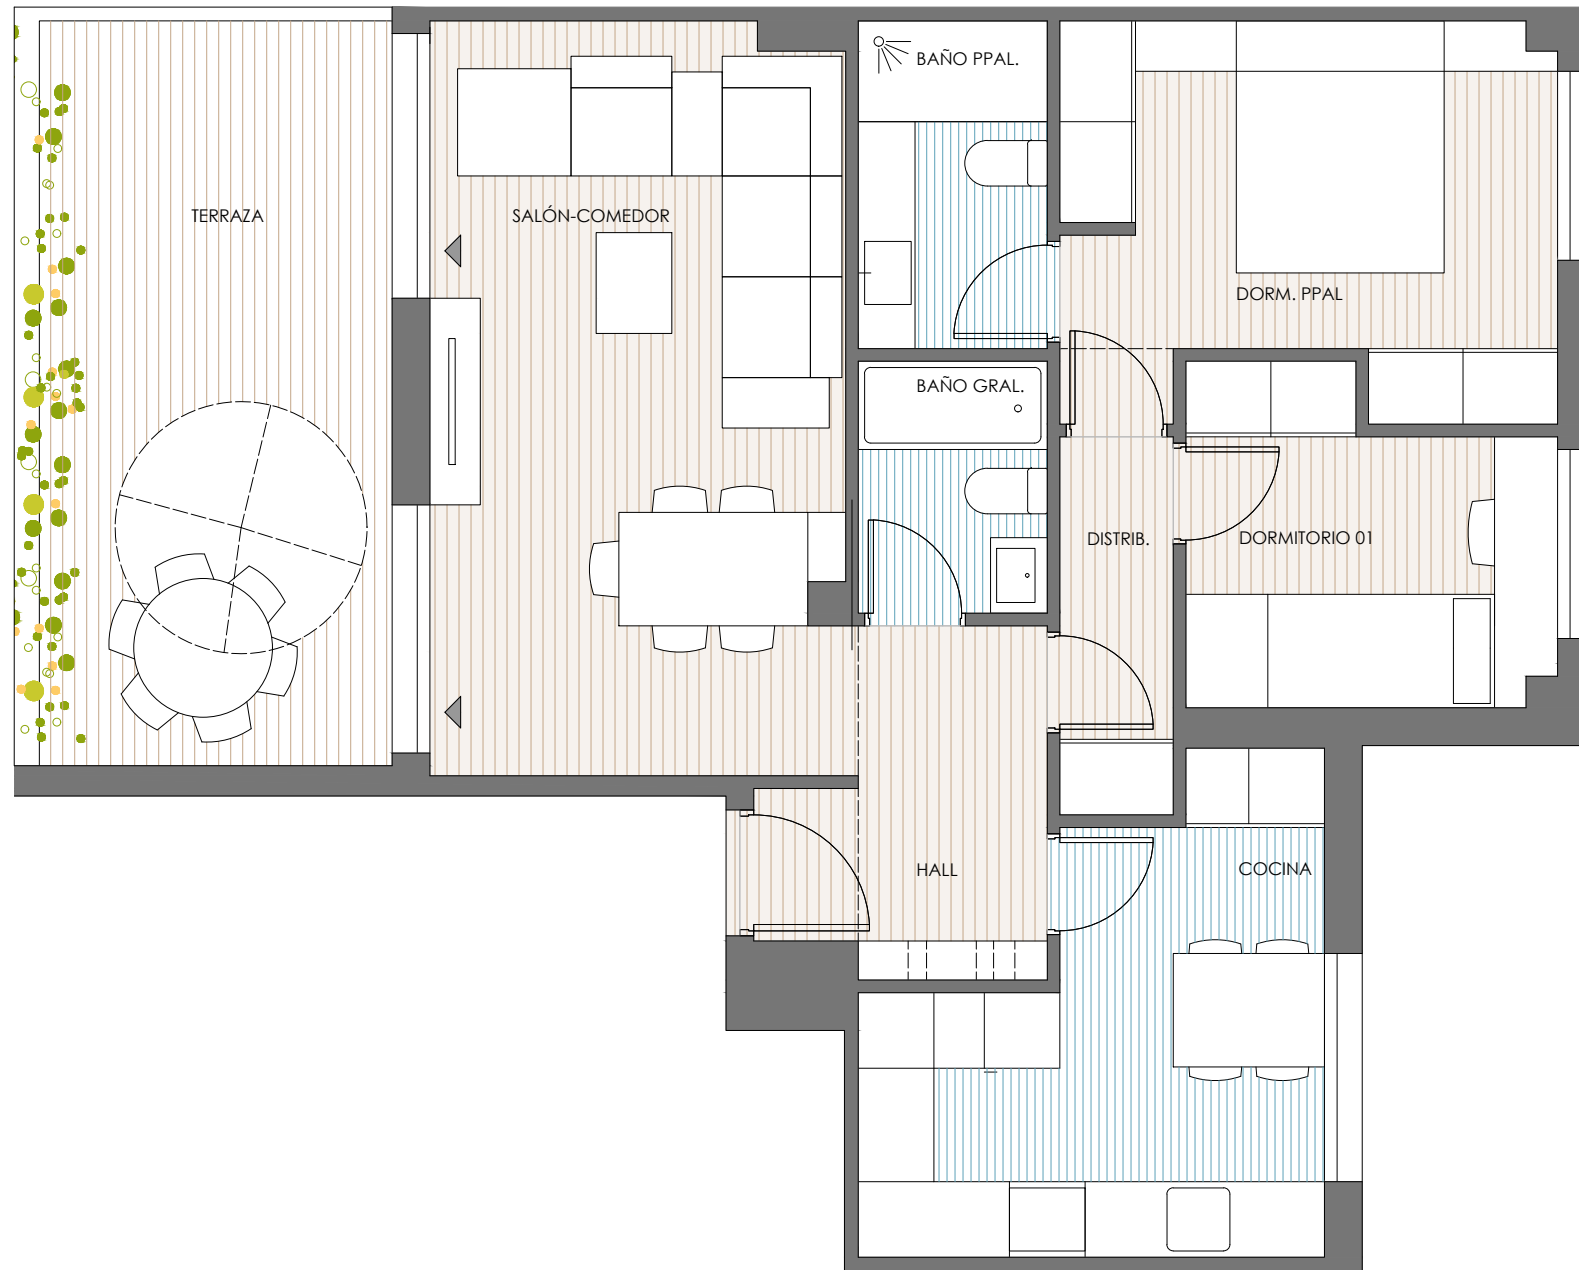 BAÑO PPAL.
TERRAZA
SALÓN-COMEDOR
DORM. PPAL
BAÑO GRAL.
DISTRIB.
DORMITORIO 01
HALL
COCINA